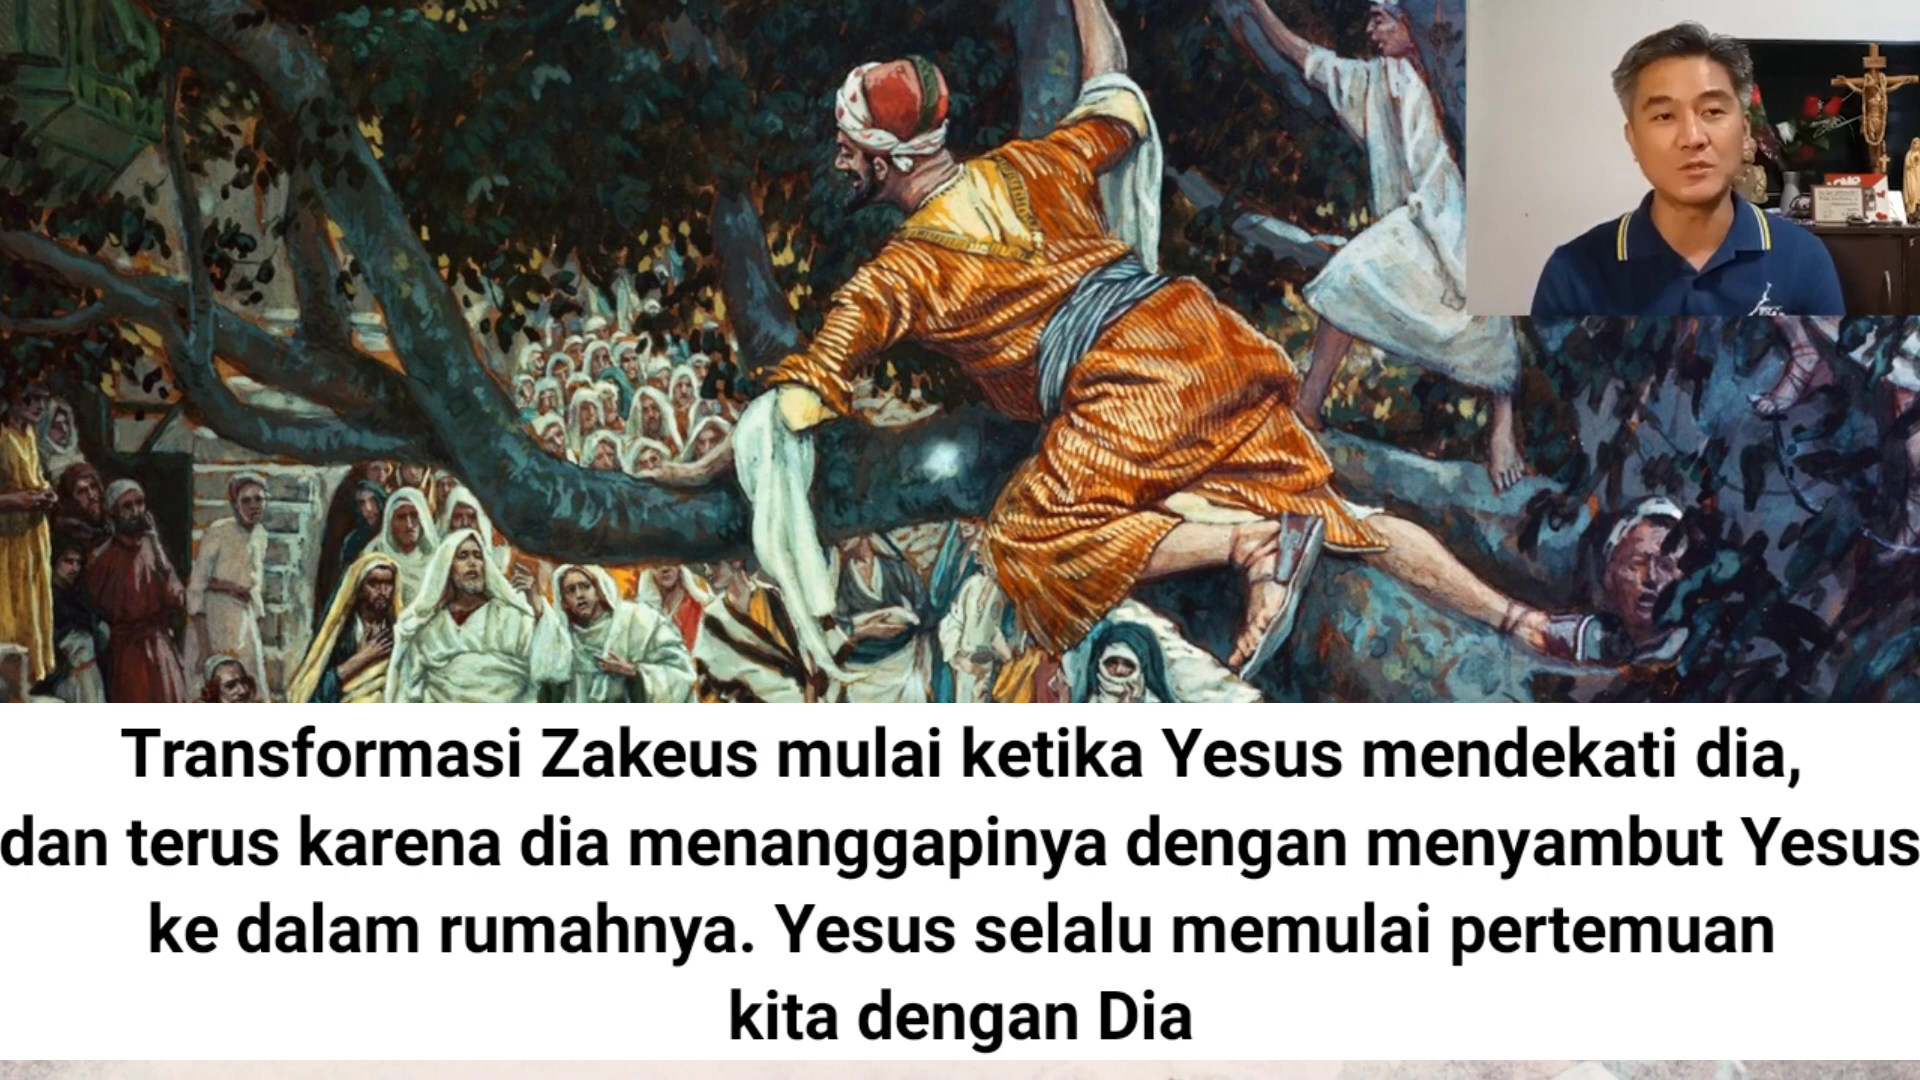 Transformasi Zakeus mulai ketika Yesus mendekati dia,
dan terus karena dia menanggapinya dengan menyambut Yesus
ke dalam rumahnya. Yesus selalu memulai pertemuan
kita dengan Dia